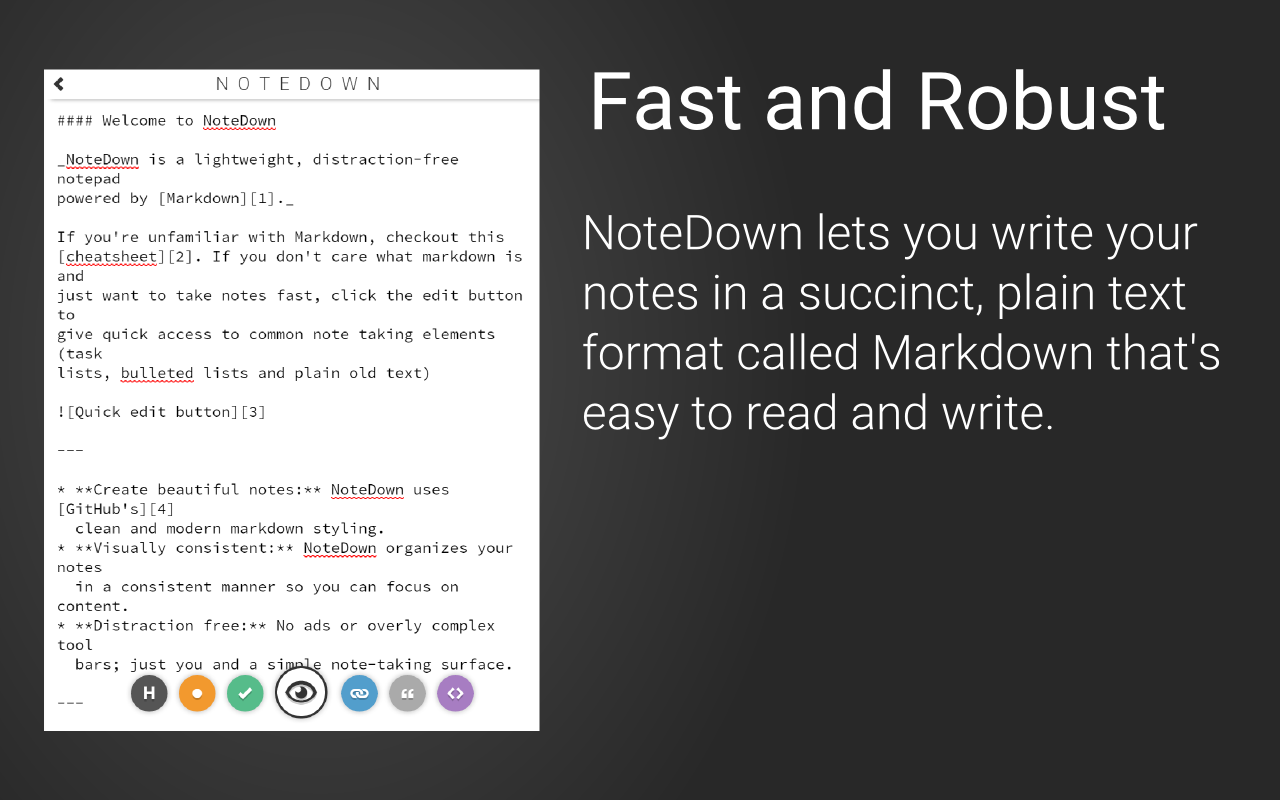 NOTEDOWN
#### Welcome to NoteDown
_NoteDown is a lightweight, distraction-free
notepad
powered by [Markdown][1]._
If you're unfamiliar with Markdown, checkout this
[cheatsheet][2]. If you don't care what markdown is
and
just want to take notes fast, click the edit button
to
give quick access to common note taking elements
(task
lists, bulleted lists and plain old text)
![Quick edit button][3]
---
* **Create beautiful notes:** NoteDown uses
[GitHub's][4]
  clean and modern markdown styling.
* **Visually consistent:** NoteDown organizes your
notes
  in a consistent manner so you can focus on
content.
* **Distraction free:** No ads or overly complex
tool
  bars; just you and a simple note-taking surface.
---
H
Fast and Robust
NoteDown lets you write your
notes in a succinct, plain text
format called Markdown that's
easy to read and write.